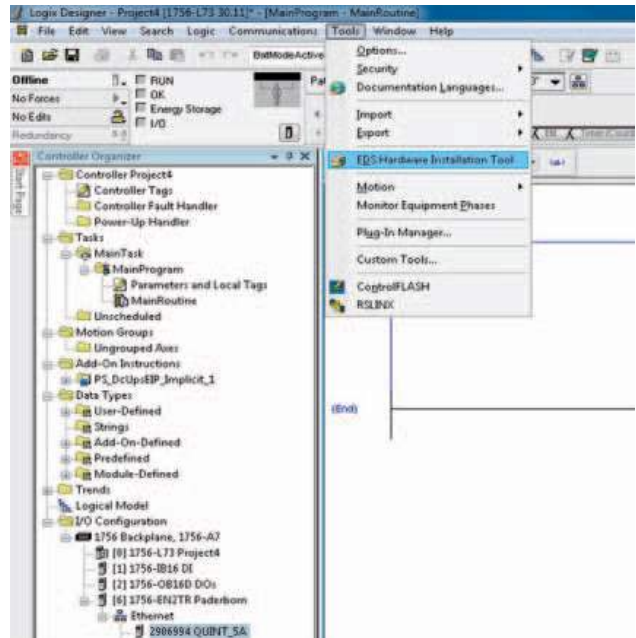 Logix Designer - Project4 [1756-L73 30.11]* - [MainProgram - MainRoutine]
File Edit View Search Logic Communications Tools Window Help
BatModeActive
Offline
RUN
No Forces
OK
No Edits
Energy Storage
I/O
Redundancy
Options...
Security
Documentation Languages...
Import
Export
EDS Hardware Installation Tool
Motion
Monitor Equipment Phases
Plug-In Manager...
Custom Tools...
ControlFLASH
RSLINX
Start Page
Controller Organizer
Controller Project4
Controller Tags
Controller Fault Handler
Power-Up Handler
Tasks
MainTask
MainProgram
Parameters and Local Tags
MainRoutine
Unscheduled
Motion Groups
Ungrouped Axes
Add-On Instructions
PS_DcUpsEIP_Implicit_1
Data Types
User-Defined
Strings
Add-On-Defined
Predefined
Module-Defined
Trends
Logical Model
I/O Configuration
1756 Backplane, 1756-A7
[0] 1756-L73 Project4
[1] 1756-IB16 DI
[2] 1756-OB16D DOs
[6] 1756-EN2TR Paderborn
Ethernet
2906994 QUINT_SA
(End)